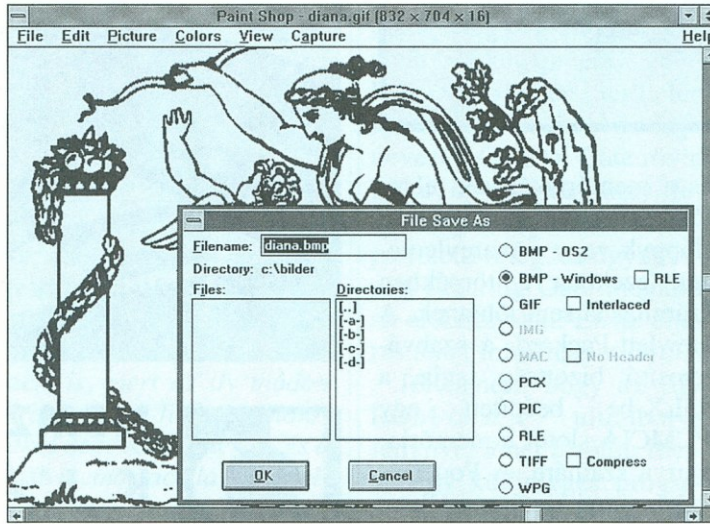 Paint Shop - diana.gif (832 × 704 × 16)
File Edit Picture Colors View Capture Help
File Save As
Filename: diana.bmp
Directory: c:\bilder
Files:
Directories:
[..]
[-a-]
[-b-]
[-c-]
[-d-]
BMP - OS2
BMP - Windows RLE
GIF Interlaced
IMG
MAC No Header
PCX
PIC
RLE
TIFF Compress
WPG
OK Cancel